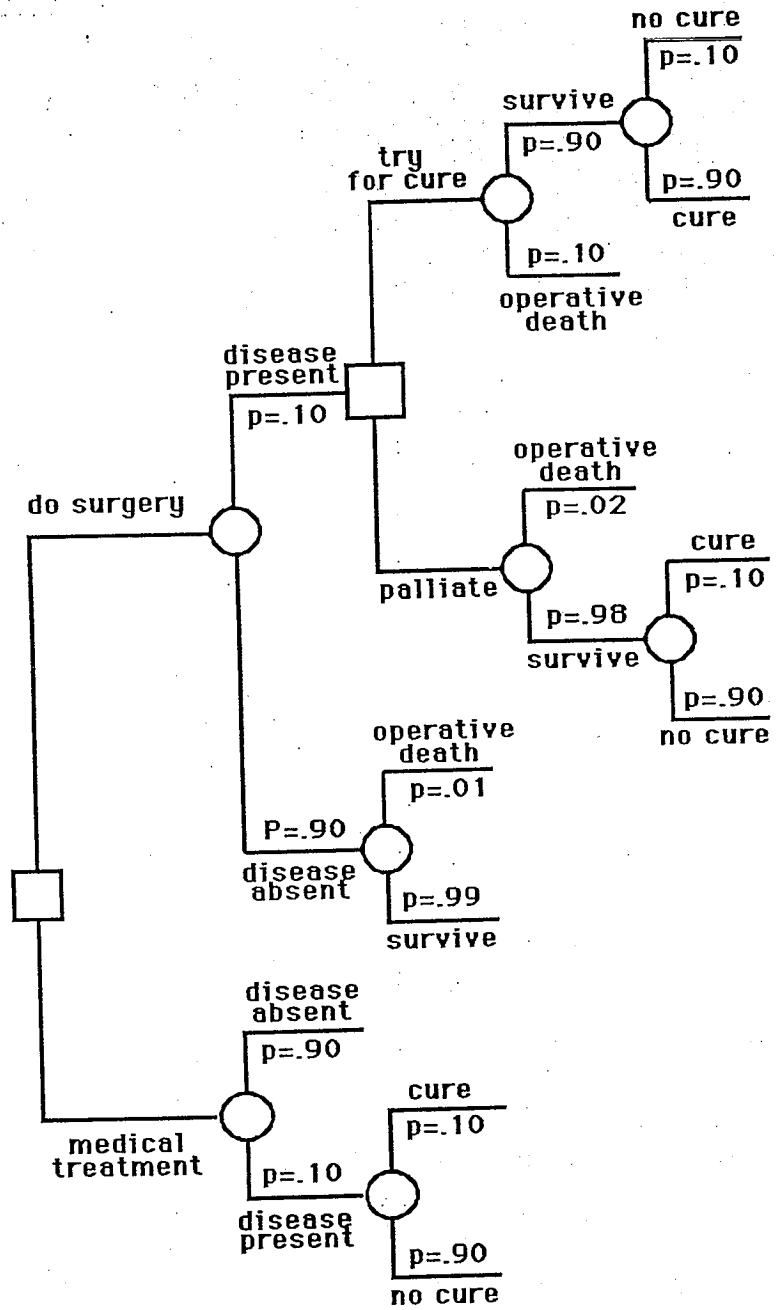 no cure
p=.10
survive
p=.90
try
for cure
p=.90
cure
p=.10
operative
death
disease
present
p=.10
operative
death
p=.02
do surgery
cure
p=.10
palliate
p=.98
survive
p=.90
no cure
operative
death
p=.01
P=.90
disease
absent
p=.99
survive
disease
absent
p=.90
cure
p=.10
medical
treatment
p=.10
disease
present
p=.90
no cure